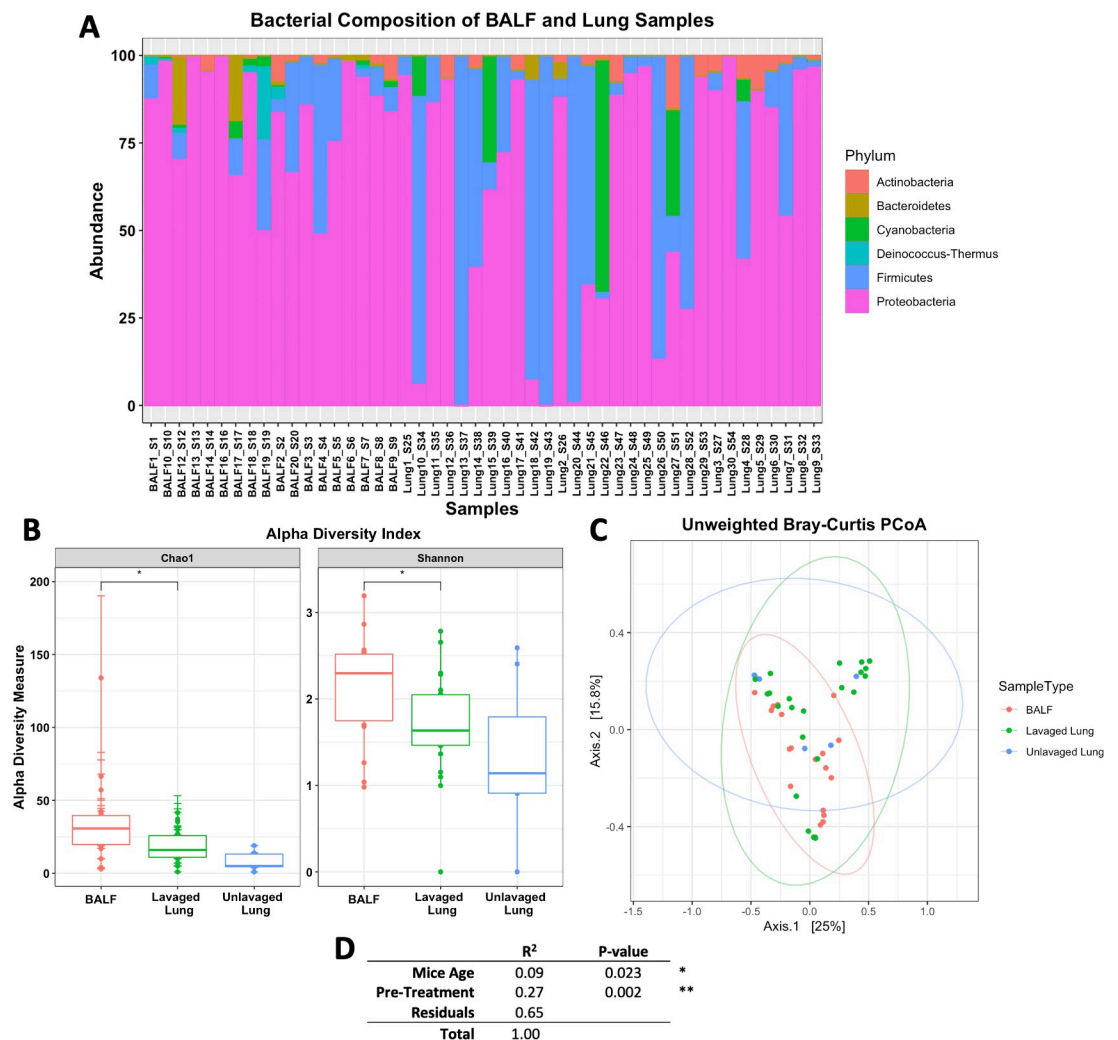 A
Bacterial Composition of BALF and Lung Samples
Abundance
100
75
50
25
0
BALF1_S1
BALF10_S10
BALF12_S12
BALF13_S13
BALF14_S14
BALF16_S16
BALF17_S17
BALF18_S18
BALF19_S19
BALF2_S2
BALF20_S20
BALF3_S3
BALF4_S4
BALF5_S5
BALF6_S6
BALF7_S7
BALF8_S8
BALF9_S9
Lung1_S25
Lung10_S34
Lung11_S35
Lung12_S36
Lung13_S37
Lung14_S38
Lung15_S39
Lung16_S40
Lung17_S41
Lung18_S42
Lung19_S43
Lung2_S26
Lung20_S44
Lung21_S45
Lung22_S46
Lung23_S47
Lung24_S48
Lung25_S49
Lung26_S50
Lung27_S51
Lung28_S52
Lung29_S53
Lung3_S27
Lung30_S54
Lung4_S28
Lung5_S29
Lung6_S30
Lung7_S31
Lung8_S32
Lung9_S33
Samples
Phylum
Actinobacteria
Bacteroidetes
Cyanobacteria
Deinococcus-Thermus
Firmicutes
Proteobacteria
B
Alpha Diversity Index
Chao1
Shannon
Alpha Diversity Measure
200
150
100
50
0
*
3
2
1
0
*
BALF
Lavaged Lung
Unlavaged Lung
BALF
Lavaged Lung
Unlavaged Lung
C
Unweighted Bray-Curtis PCoA
Axis.2 [15.8%]
0.4
0.0
-0.4
-1.5
-1.0
-0.5
0.0
0.5
1.0
Axis.1 [25%]
SampleType
BALF
Lavaged Lung
Unlavaged Lung
D
R² P-value
Mice Age 0.09 0.023 *
Pre-Treatment 0.27 0.002 **
Residuals 0.65
Total 1.00